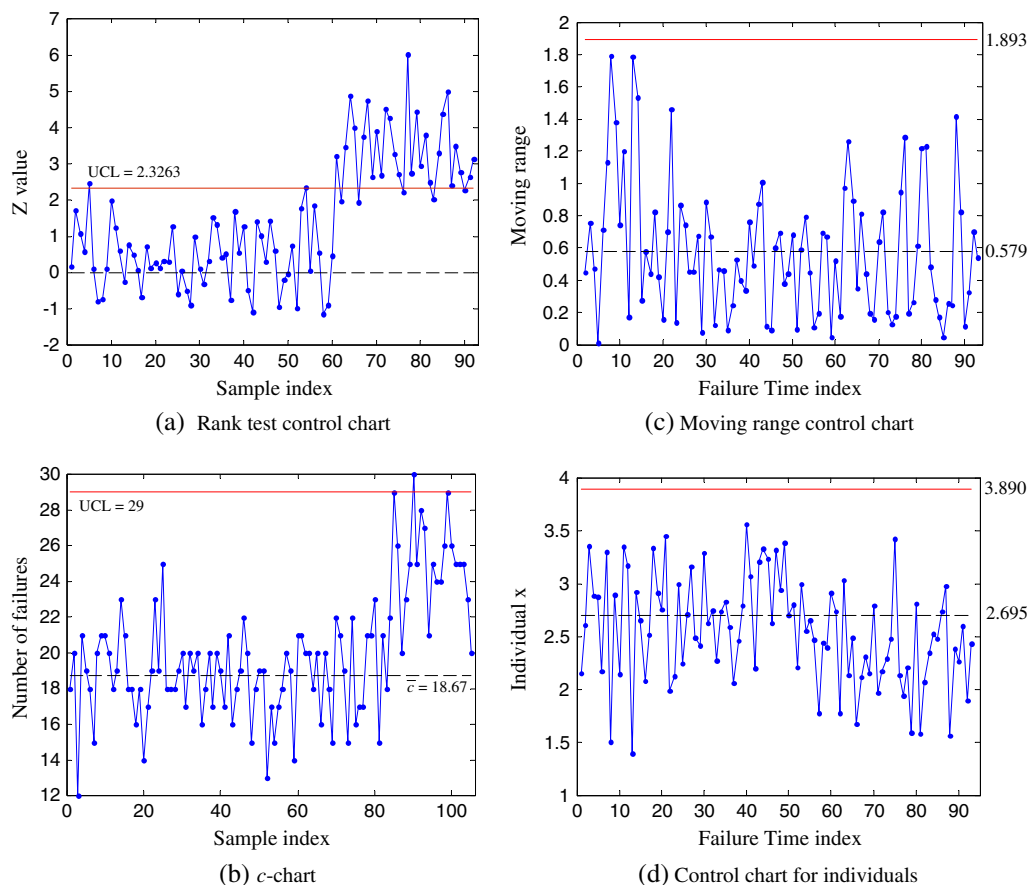 7
6
5
4
3
2
1
0
-1
-2
Z value
UCL = 2.3263
0 10 20 30 40 50 60 70 80 90
Sample index
(a) Rank test control chart
2
1.8
1.6
1.4
1.2
1
0.8
0.6
0.4
0.2
0
Moving range
1.893
0.579
0 10 20 30 40 50 60 70 80 90
Failure Time index
(c) Moving range control chart
30
28
26
24
22
20
18
16
14
12
Number of failures
UCL = 29
c̅ = 18.67
0 20 40 60 80 100
Sample index
(b) c-chart
4
3.5
3
2.5
2
1.5
1
Individual x
3.890
2.695
0 10 20 30 40 50 60 70 80 90
Failure Time index
(d) Control chart for individuals